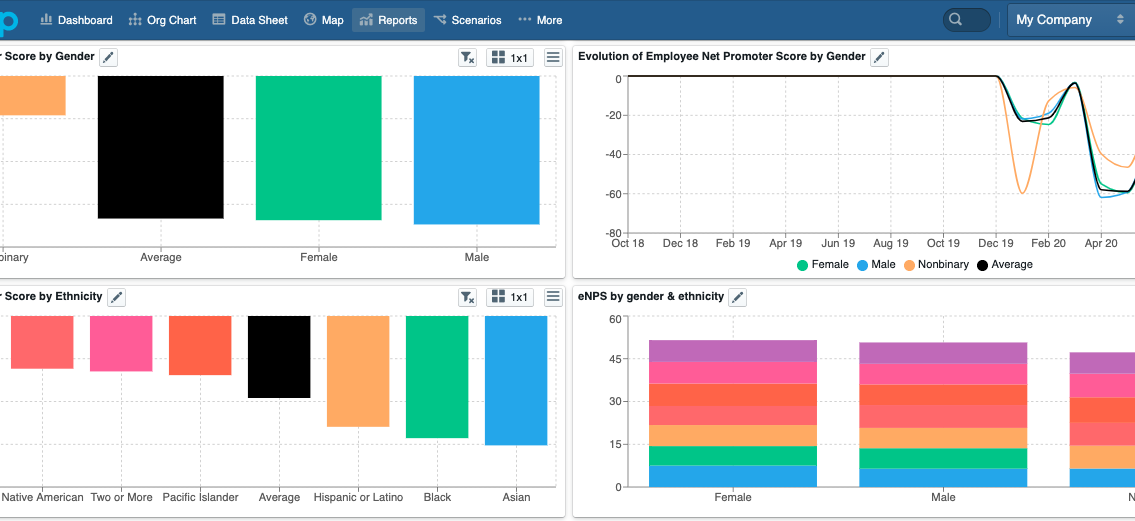 p
Dashboard
Org Chart
Data Sheet
Map
Reports
Scenarios
More
My Company
r Score by Gender
1x1
inary
Average
Female
Male
Evolution of Employee Net Promoter Score by Gender
0
-20
-40
-60
-80
Oct 18
Dec 18
Feb 19
Apr 19
Jun 19
Aug 19
Oct 19
Dec 19
Feb 20
Apr 20
Female
Male
Nonbinary
Average
r Score by Ethnicity
1x1
Native American
Two or More
Pacific Islander
Average
Hispanic or Latino
Black
Asian
eNPS by gender & ethnicity
60
45
30
15
0
Female
Male
N